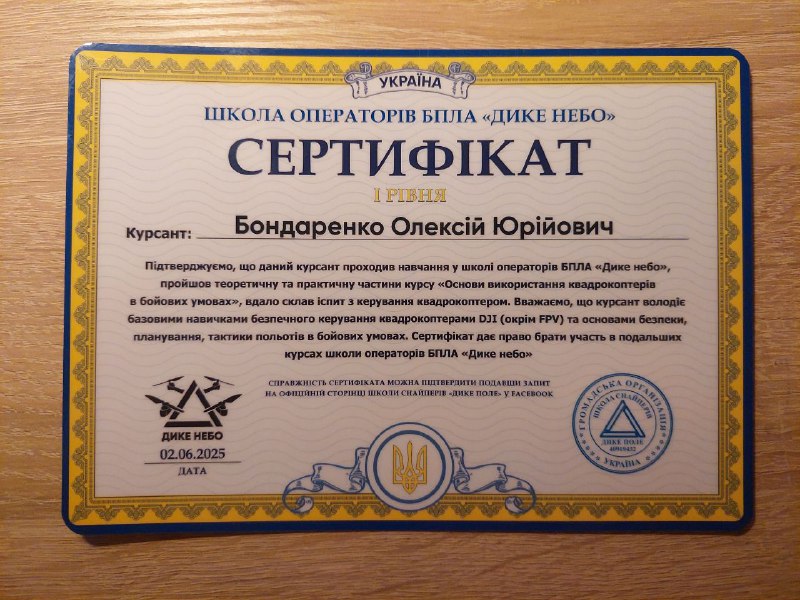 УКРАЇНА
ШКОЛА ОПЕРАТОРІВ БПЛА «ДИКЕ НЕБО»
СЕРТИФІКАТ
І РІВНЯ
Курсант: Бондаренко Олексій Юрійович
Підтверджуємо, що даний курсант проходив навчання у школі операторів БПЛА «Дике небо»,
пройшов теоретичну та практичну частини курсу «Основи використання квадрокоптерів
в бойових умовах», вдало склав іспит з керування квадрокоптером. Вважаємо, що курсант володіє
базовими навичками безпечного керування квадрокоптерами DJI (окрім FPV) та основами безпеки,
планування, тактики польотів в бойових умовах. Сертифікат дає право брати участь в подальших
курсах школи операторів БПЛА «Дике небо»
СПРАВЖНІСТЬ СЕРТИФІКАТА МОЖНА ПІДТВЕРДИТИ ПОДАВШИ ЗАПИТ
НА ОФІЦІЙНІЙ СТОРІНЦІ ШКОЛИ СНАЙПЕРІВ «ДИКЕ ПОЛЕ» У FACEBOOK
ДИКЕ НЕБО
02.06.2025
ДАТА
ГРОМАДСЬКА ОРГАНІЗАЦІЯ
ШКОЛА СНАЙПЕРІВ
ДИКЕ ПОЛЕ
40919432
УКРАЇНА